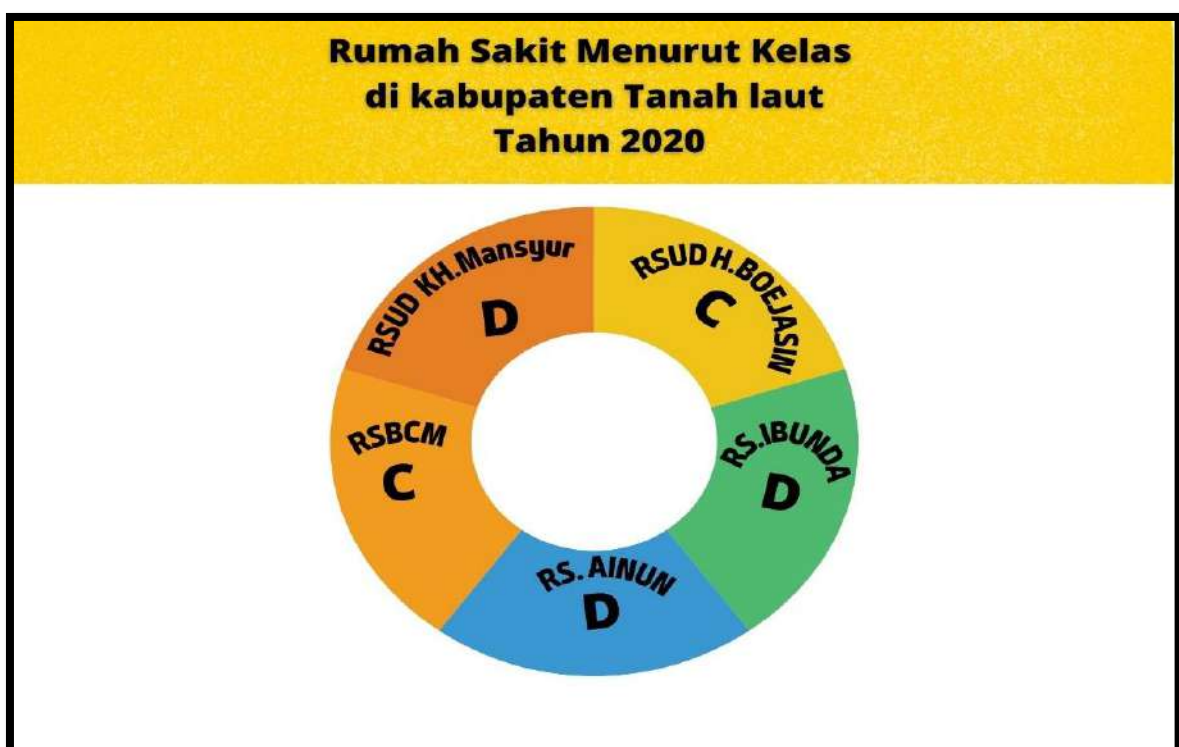 Rumah Sakit Menurut Kelas
di kabupaten Tanah laut
Tahun 2020
RSUD KH.Mansyur
D
RSUD H.BOEJASIN
C
RSBCM
C
RS.IBUNDA
D
RS. AINUN
D